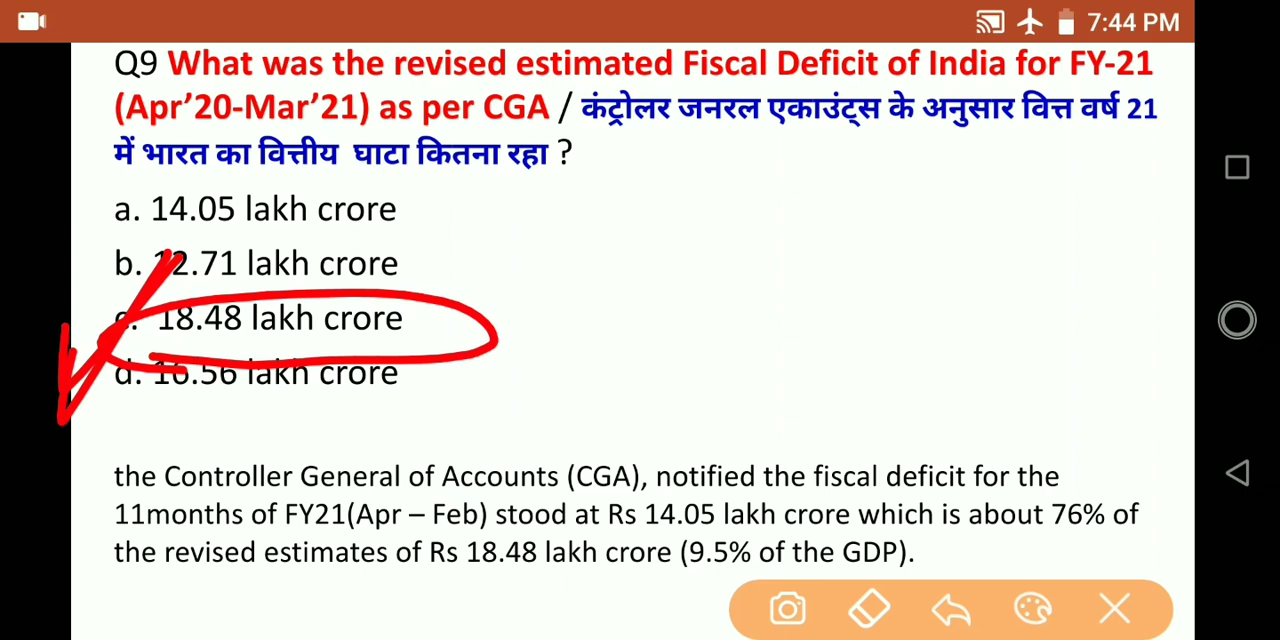 7:44 PM
Q9 What was the revised estimated Fiscal Deficit of India for FY-21
(Apr’20-Mar’21) as per CGA / कंट्रोलर जनरल एकाउंट्स के अनुसार वित्त वर्ष 21
में भारत का वित्तीय घाटा कितना रहा ?
a. 14.05 lakh crore
b. 12.71 lakh crore
c. 18.48 lakh crore
d. 16.56 lakh crore
the Controller General of Accounts (CGA), notified the fiscal deficit for the
11months of FY21(Apr – Feb) stood at Rs 14.05 lakh crore which is about 76% of
the revised estimates of Rs 18.48 lakh crore (9.5% of the GDP).